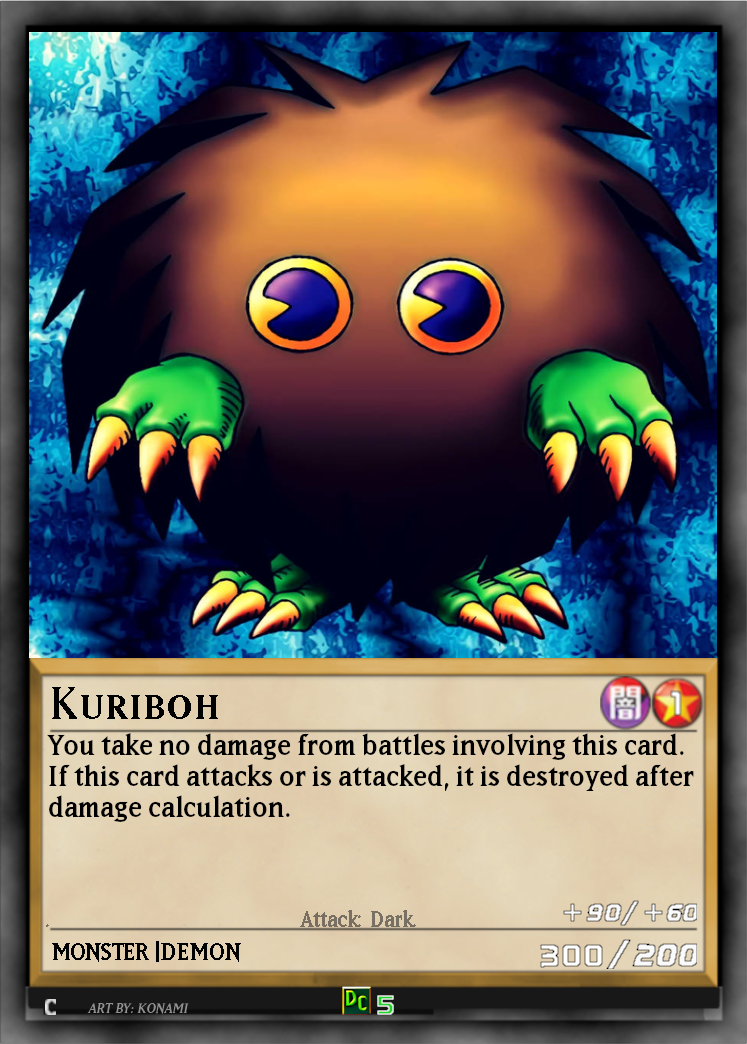 Kuriboh 闇 1
You take no damage from battles involving this card.
If this card attacks or is attacked, it is destroyed after
damage calculation.
Attack: Dark
+90/+60
MONSTER |DEMON
300/200
C ART BY: KONAMI DC 5